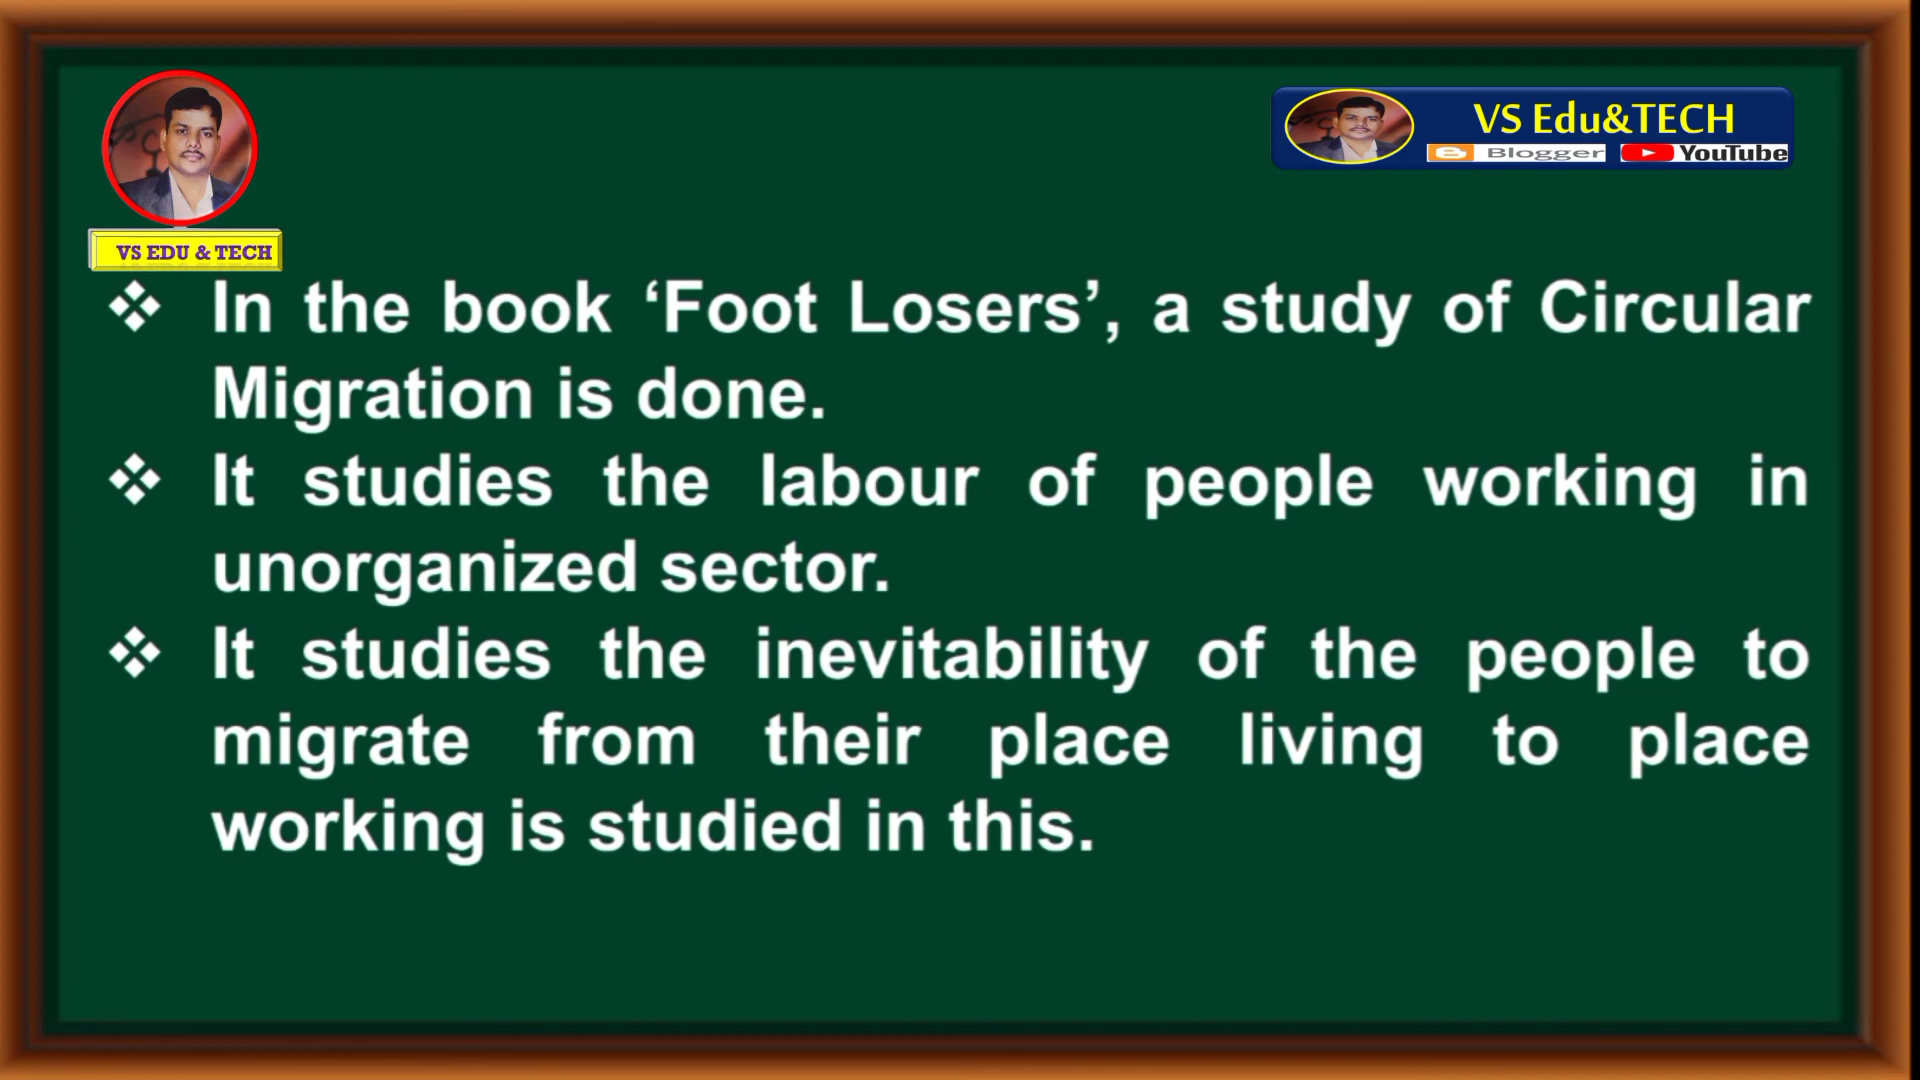 VS Edu&TECH
Blogger YouTube
VS EDU & TECH
❖ In the book ‘Foot Losers’, a study of Circular
Migration is done.
❖ It studies the labour of people working in
unorganized sector.
❖ It studies the inevitability of the people to
migrate from their place living to place
working is studied in this.